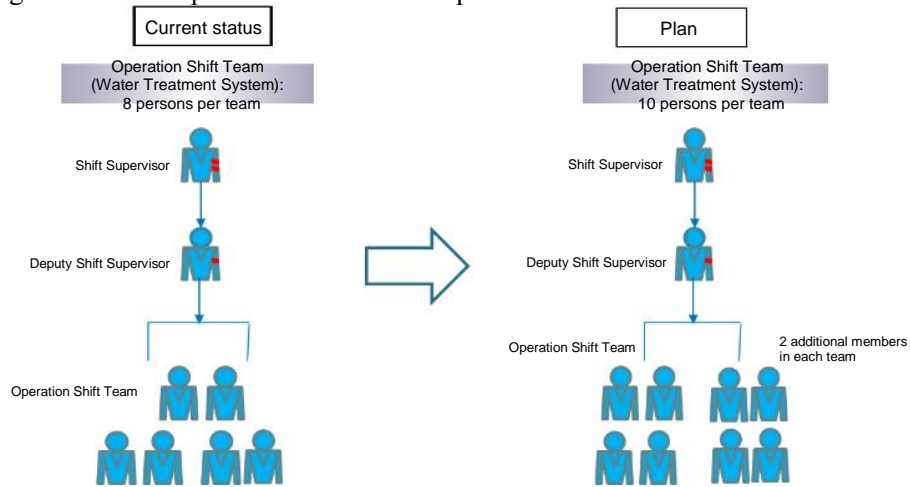 Current status
Operation Shift Team
(Water Treatment System):
8 persons per team
Shift Supervisor
Deputy Shift Supervisor
Operation Shift Team
Plan
Operation Shift Team
(Water Treatment System):
10 persons per team
Shift Supervisor
Deputy Shift Supervisor
Operation Shift Team
2 additional members
in each team